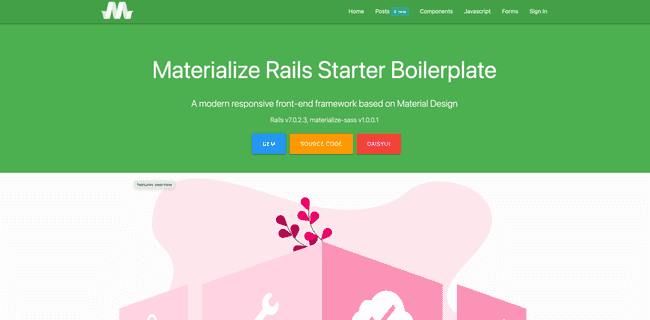 Home Posts new Components Javascript Forms Sign In
Materialize Rails Starter Boilerplate
A modern responsive front-end framework based on Material Design
Rails v7.0.2.3, materialize-sass v1.0.0.1
GEM SOURCE CODE DAISYUI
features overview